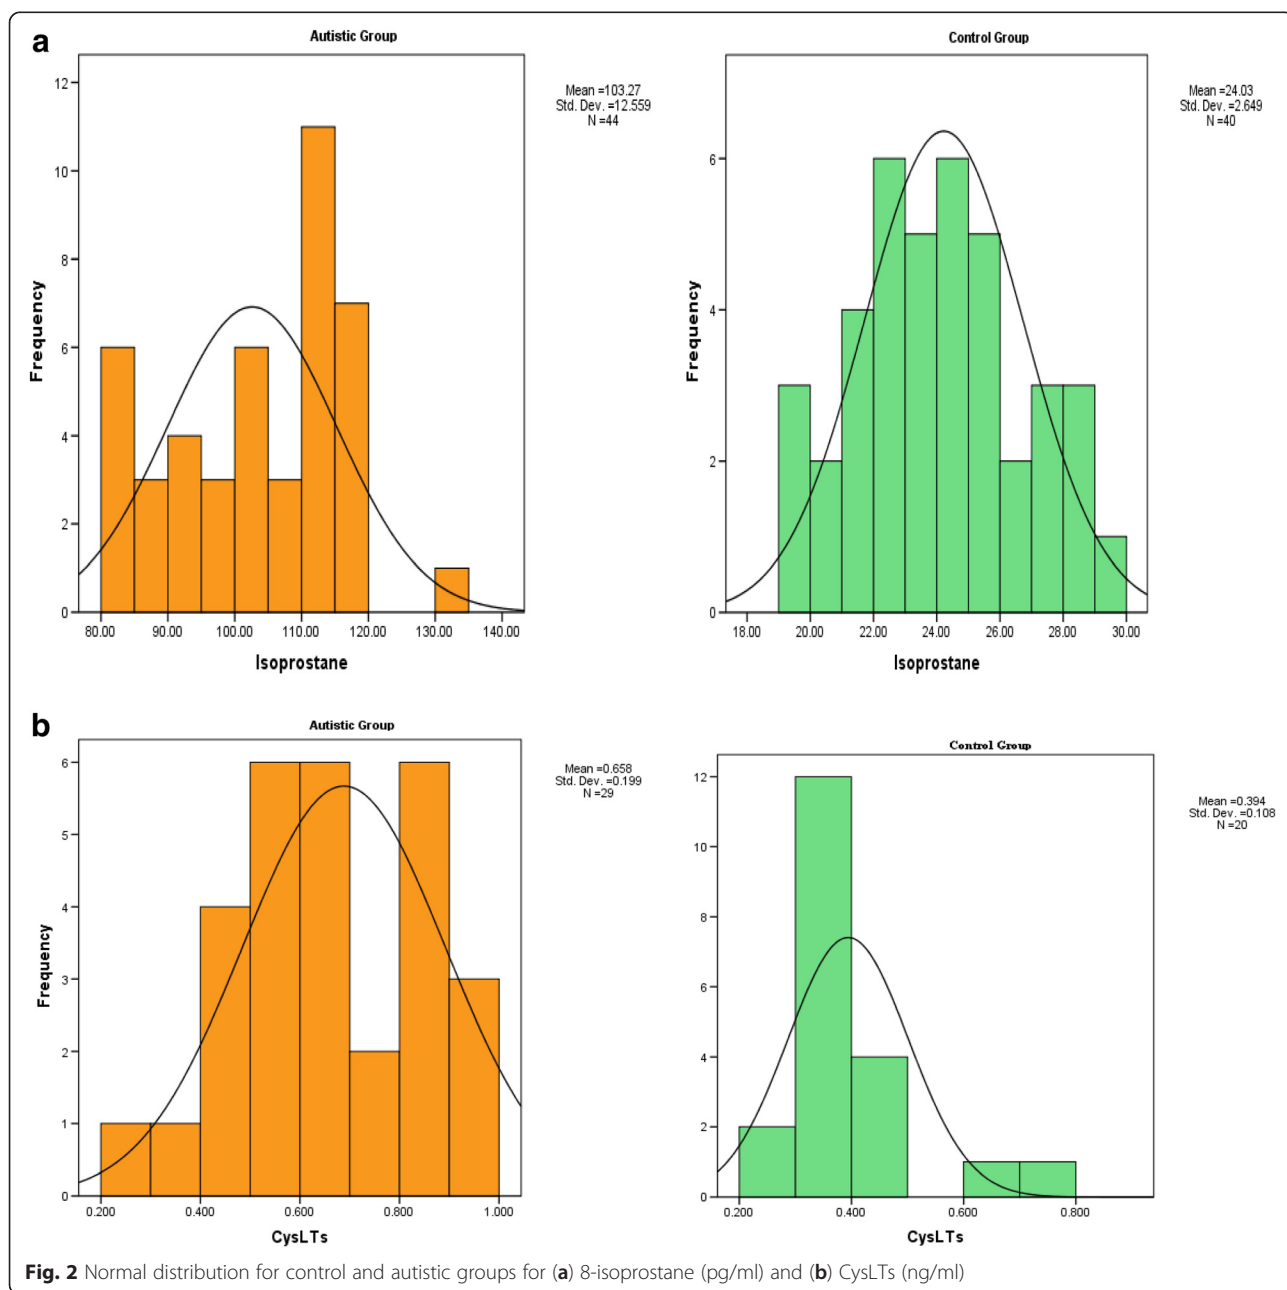 a
Autistic Group
Mean =103.27
Std. Dev. =12.559
N =44
12
10
8
6
4
2
0
Frequency
80.00 90.00 100.00 110.00 120.00 130.00 140.00
Isoprostane
Control Group
Mean =24.03
Std. Dev. =2.649
N =40
6
4
2
0
Frequency
18.00 20.00 22.00 24.00 26.00 28.00 30.00
Isoprostane
b
Autistic Group
Mean =0.658
Std. Dev. =0.199
N =29
6
5
4
3
2
1
0
Frequency
0.200 0.400 0.600 0.800 1.000
CysLTs
Control Group
Mean =0.394
Std. Dev. =0.108
N =20
12
10
8
6
4
2
0
0.200 0.400 0.600 0.800
CysLTs
Fig. 2 Normal distribution for control and autistic groups for (a) 8-isoprostane (pg/ml) and (b) CysLTs (ng/ml)